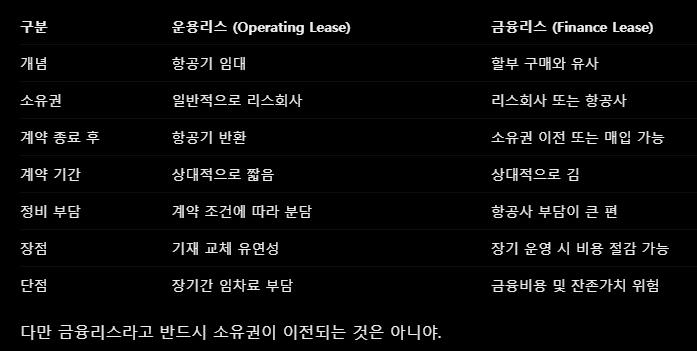 구분 운용리스 (Operating Lease) 금융리스 (Finance Lease)
개념 항공기 임대 할부 구매와 유사
소유권 일반적으로 리스회사 리스회사 또는 항공사
계약 종료 후 항공기 반환 소유권 이전 또는 매입 가능
계약 기간 상대적으로 짧음 상대적으로 김
정비 부담 계약 조건에 따라 분담 항공사 부담이 큰 편
장점 기재 교체 유연성 장기 운영 시 비용 절감 가능
단점 장기간 임차료 부담 금융비용 및 잔존가치 위험
다만 금융리스라고 반드시 소유권이 이전되는 것은 아니야.